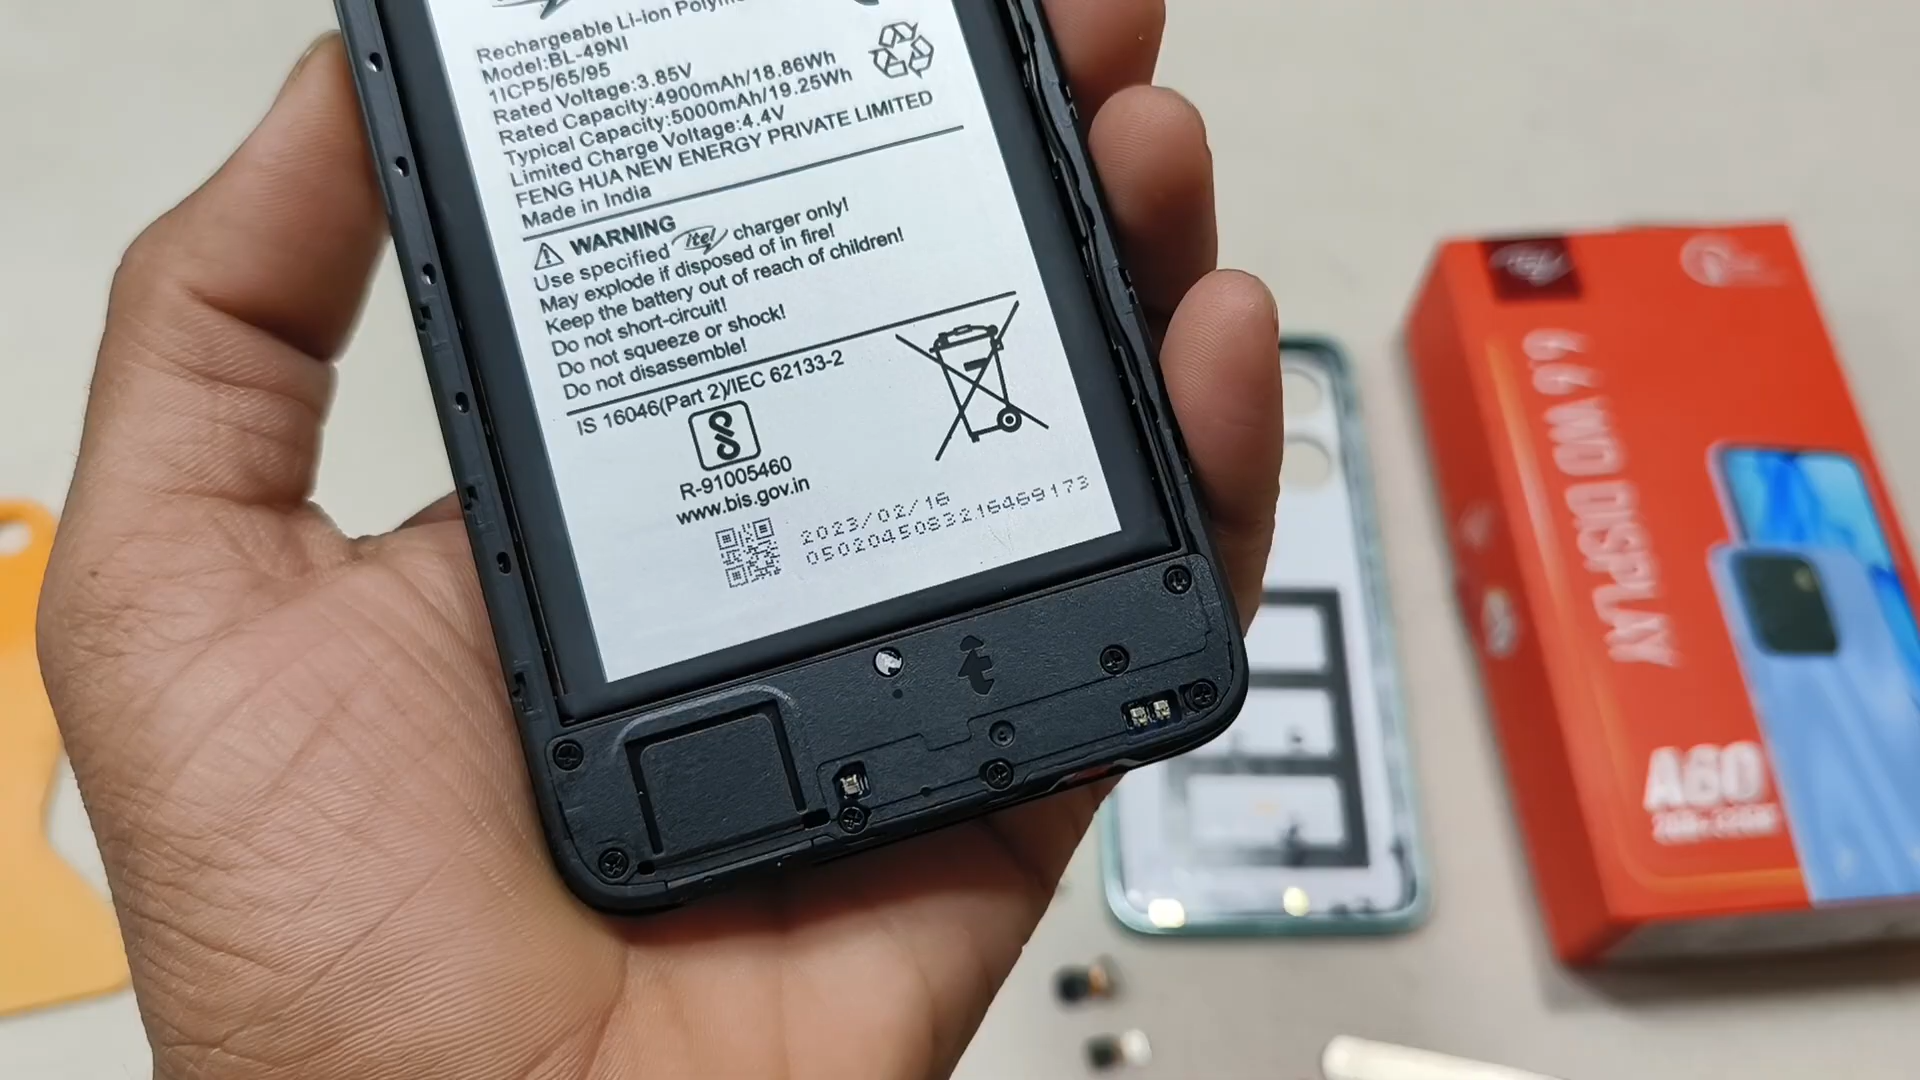 Rechargeable Li-ion
Model:BL-49NI
1ICP5/65/95
Rated Voltage:3.85V
Rated Capacity:4900mAh/18.86Wh
Typical Capacity:5000mAh/19.25Wh
Limited Charge Voltage:4.4V
FENG HUA NEW ENERGY PRIVATE LIMITED
Made in India
WARNING
Use specified itel charger only!
May explode if disposed of in fire!
Keep the battery out of reach of children!
Do not short-circuit!
Do not squeeze or shock!
Do not disassemble!
IS 16046(Part 2)/IEC 62133-2
R-91005460
www.bis.gov.in
2023/02/16
0502045083216469173
itel
6.6 WD DISPLAY
A60